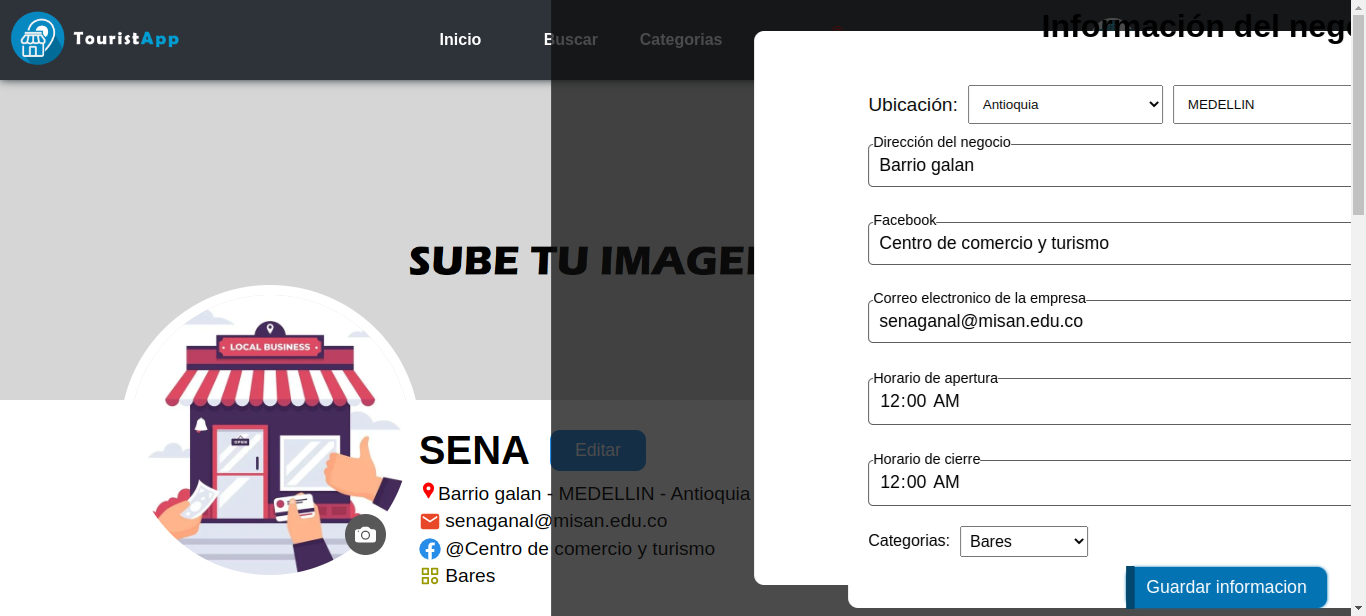 TouristApp
Inicio
Buscar
Categorias
Información del neg
Ubicación:
Antioquia
MEDELLIN
Dirección del negocio
Barrio galan
Facebook
Centro de comercio y turismo
Correo electronico de la empresa
senaganal@misan.edu.co
Horario de apertura
12:00 AM
Horario de cierre
12:00 AM
Categorias:
Bares
Guardar informacion
SUBE TU IMAGE
LOCAL BUSINESS
OPEN
SENA
Editar
Barrio galan - MEDELLIN - Antioquia
senaganal@misan.edu.co
@Centro de comercio y turismo
Bares